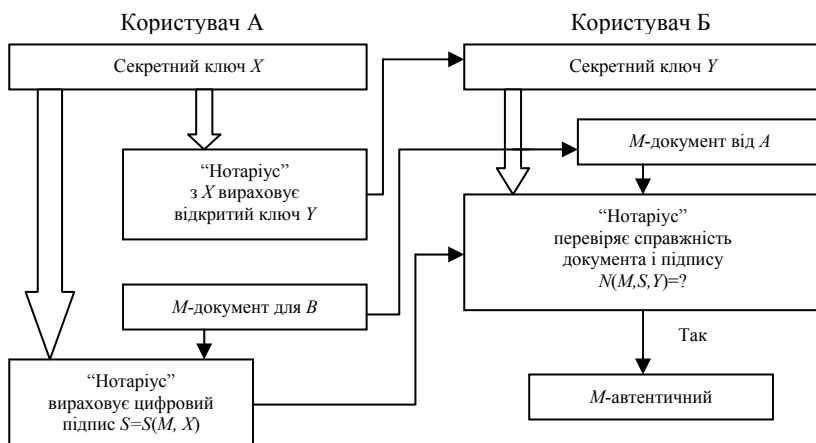 Користувач А
Користувач Б
Секретний ключ X
Секретний ключ Y
“Нотаріус”
з X вираховує
відкритий ключ Y
M-документ від A
“Нотаріус”
перевіряє справжність
документа і підпису
N(M,S,Y)=?
M-документ для B
Так
“Нотаріус”
вираховує цифровий
підпис S=S(M, X)
M-автентичний